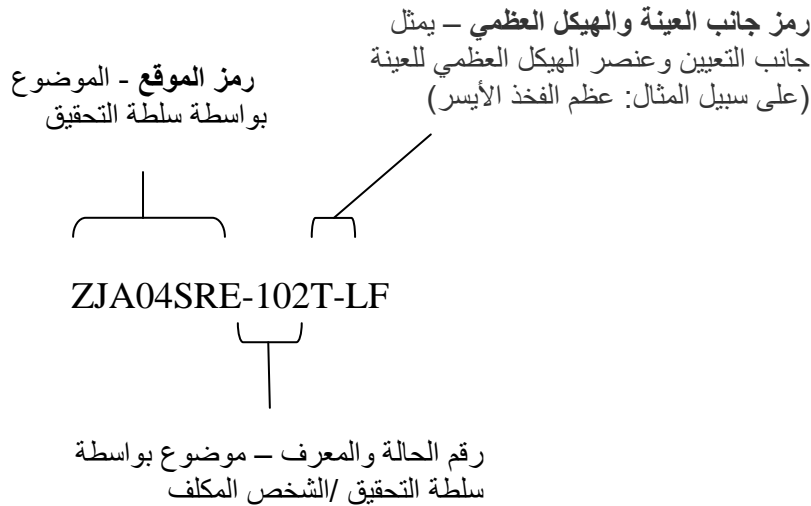 رمز جانب العينة والهيكل العظمي – يمثل
جانب التعيين وعنصر الهيكل العظمي للعينة
(على سبيل المثال: عظم الفخذ الأيسر)
رمز الموقع - الموضوع
بواسطة سلطة التحقيق
ZJA04SRE-102T-LF
رقم الحالة والمعرف – موضوع بواسطة
سلطة التحقيق /الشخص المكلف